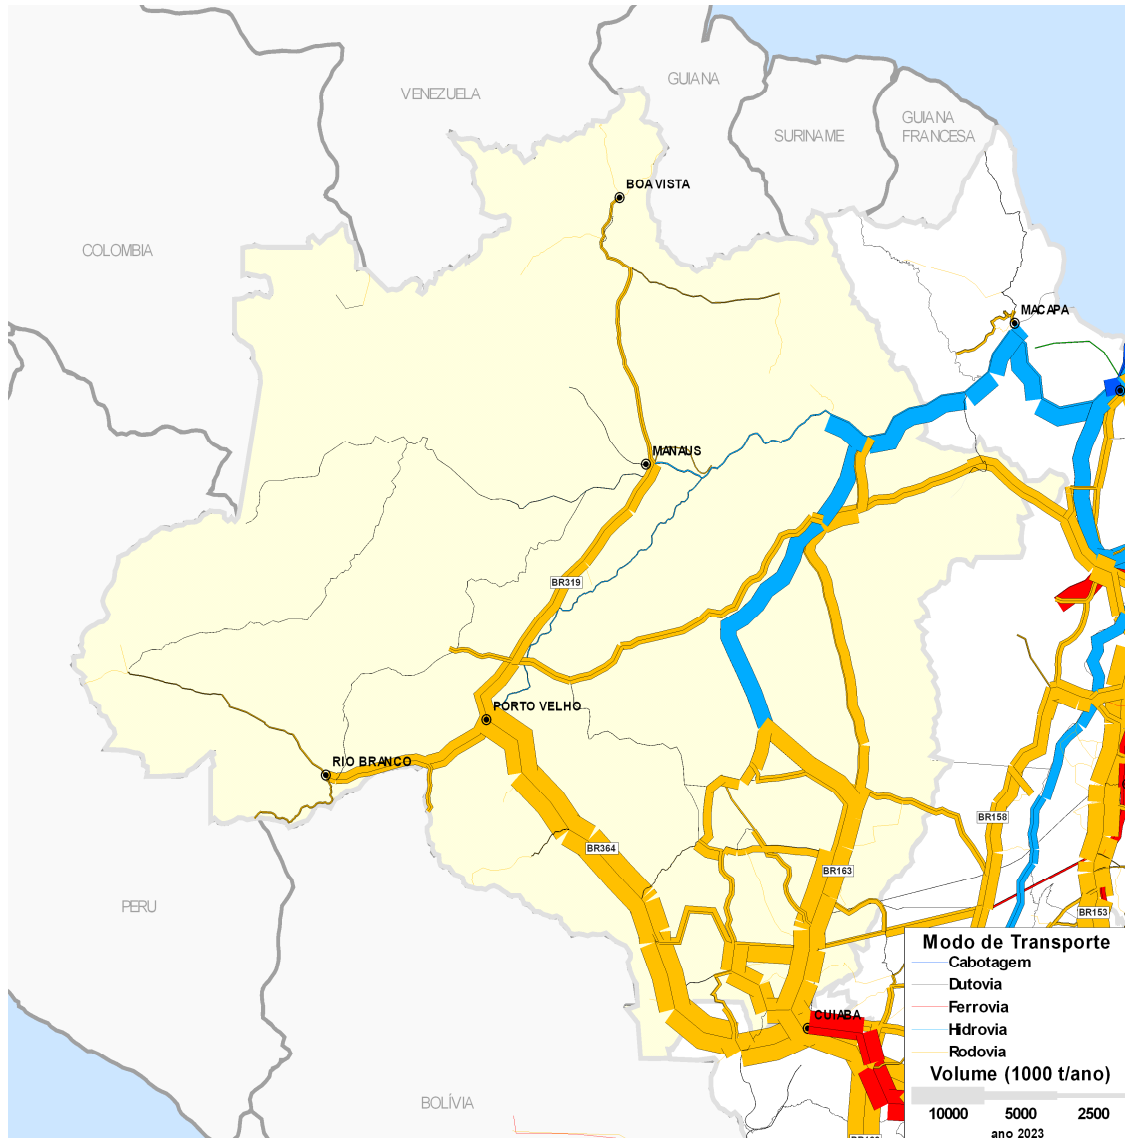 GUIANA
VENEZUELA
GUIANA
FRANCESA
SURINAME
BOA VISTA
COLOMBIA
MACAPA
MANAUS
BR319
PORTO VELHO
RIO BRANCO
BR158
BR364
BR163
PERU
BR153
CUIABA
BOLÍVIA
Modo de Transporte
Cabotagem
Dutovia
Ferrovia
Hidrovia
Rodovia
Volume (1000 t/ano)
10000 5000 2500
ano 2023